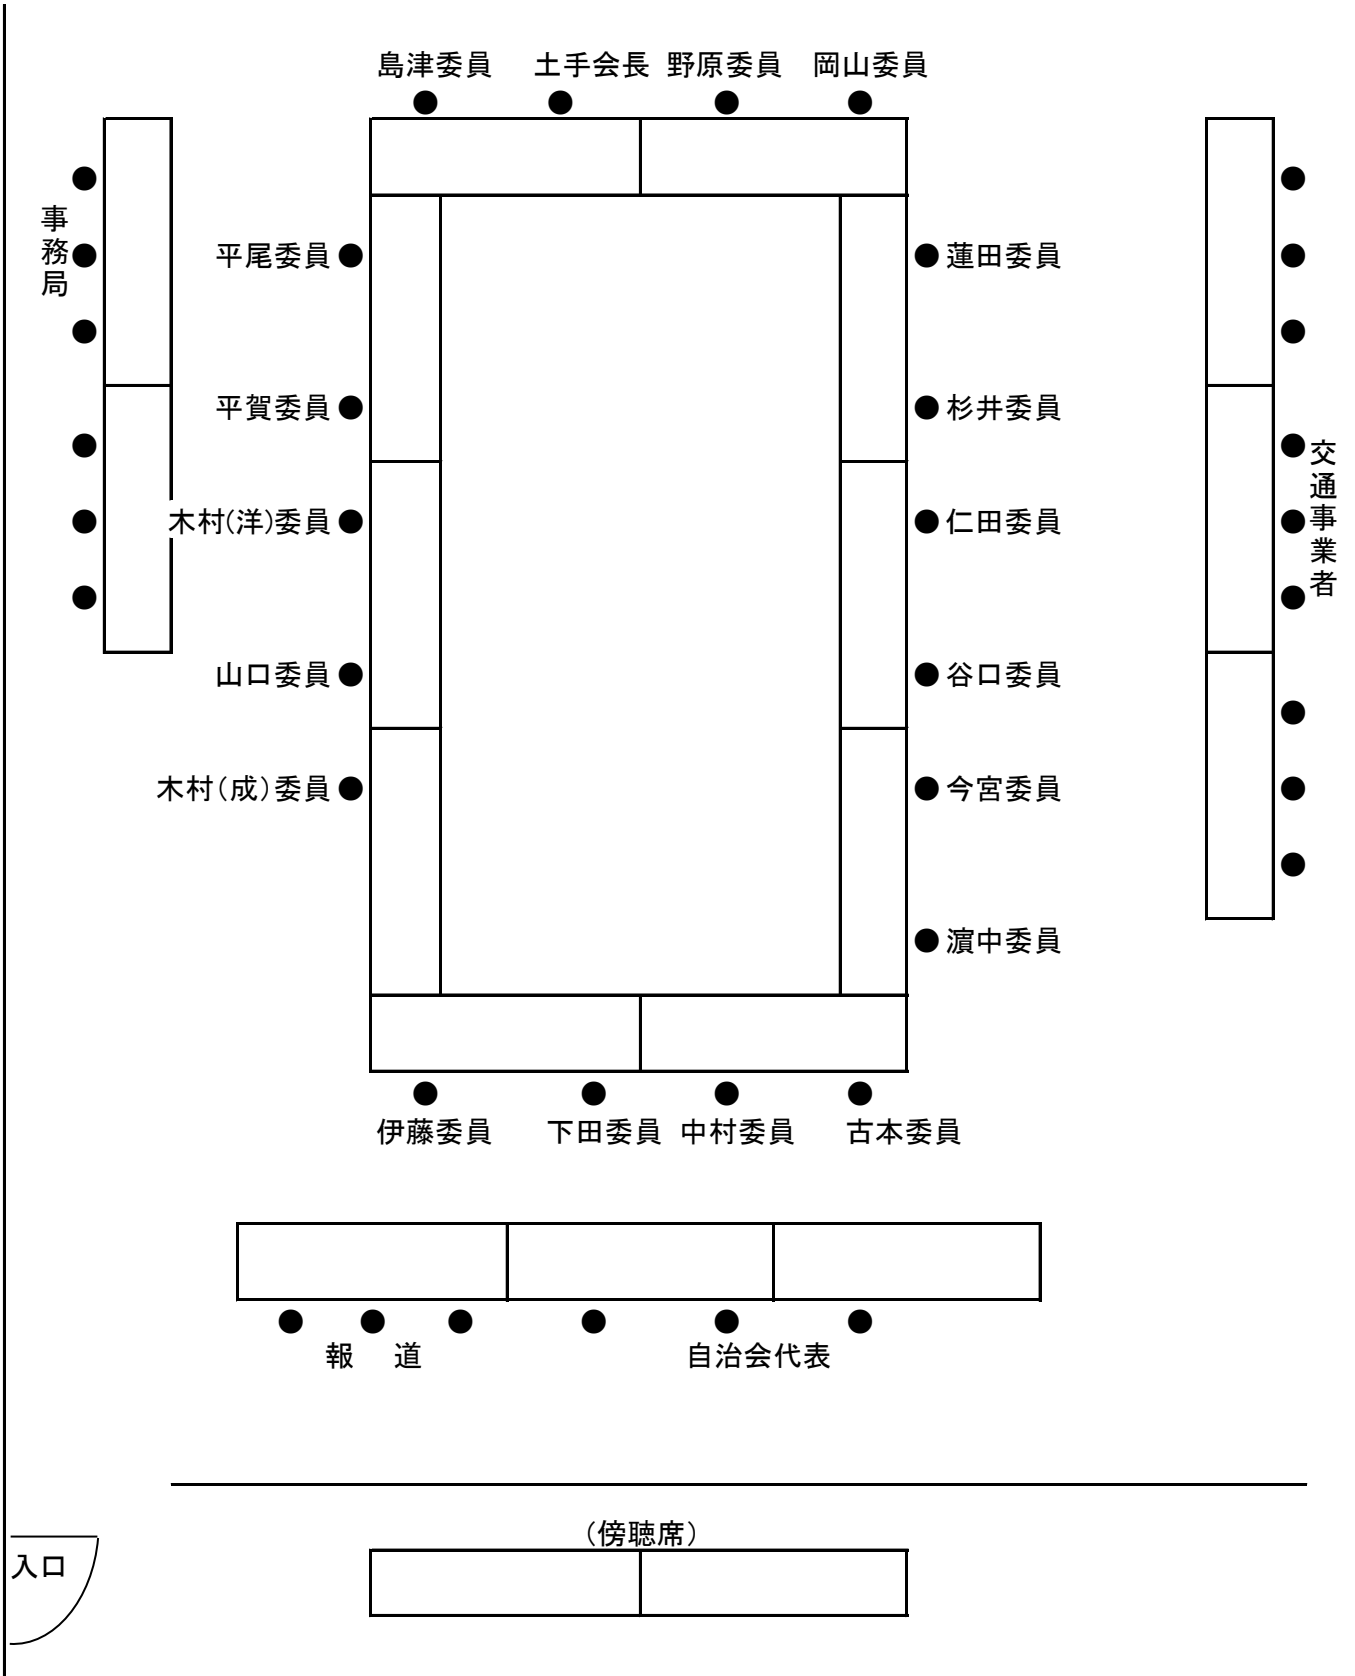 島津委員 土手会長 野原委員 岡山委員
事務局
平尾委員 蓮田委員
平賀委員 杉井委員
交通事業者
木村(洋)委員 仁田委員
山口委員 谷口委員
木村(成)委員 今宮委員
濵中委員
伊藤委員 下田委員 中村委員 古本委員
報 道 自治会代表
(傍聴席)
入口